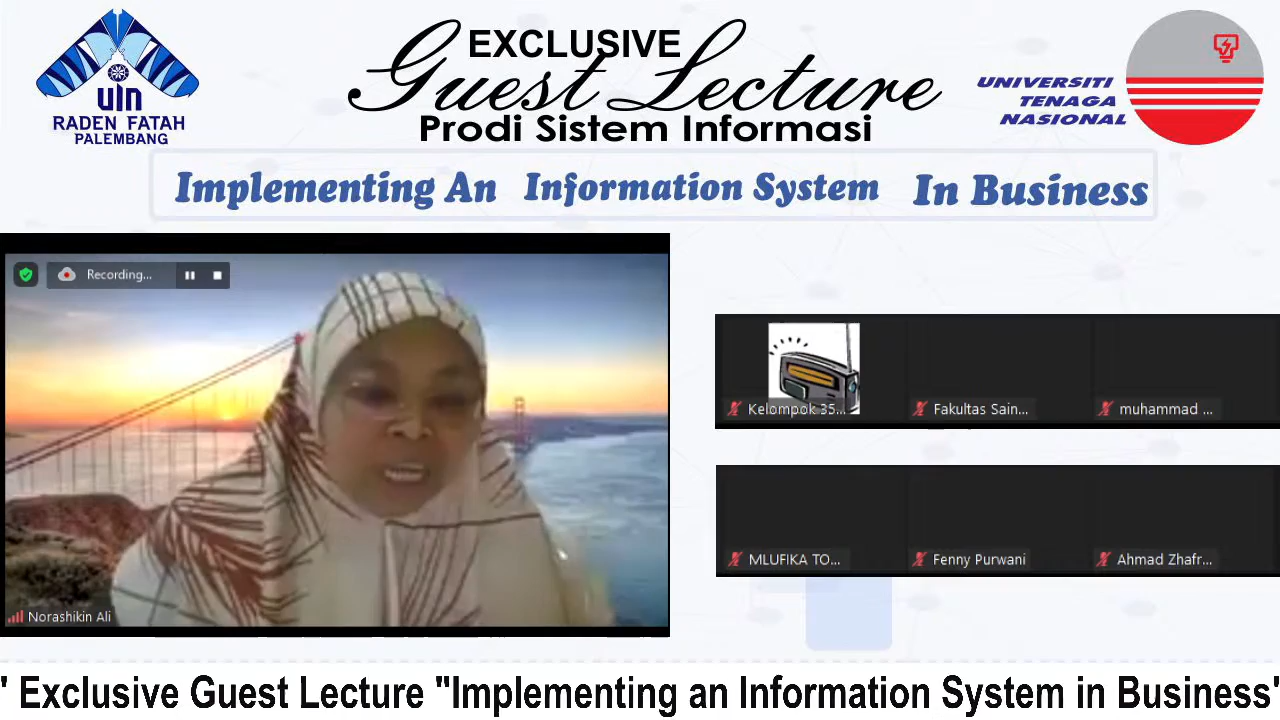 uin
RADEN FATAH
PALEMBANG
EXCLUSIVE
Guest Lecture
Prodi Sistem Informasi
UNIVERSITI
TENAGA
NASIONAL
Implementing An Information System In Business
Recording...
Norashikin Ali
Kelompok 35...
Fakultas Sain...
muhammad ...
MLUFIKA TO...
Fenny Purwani
Ahmad Zhafr...
" Exclusive Guest Lecture "Implementing an Information System in Business"